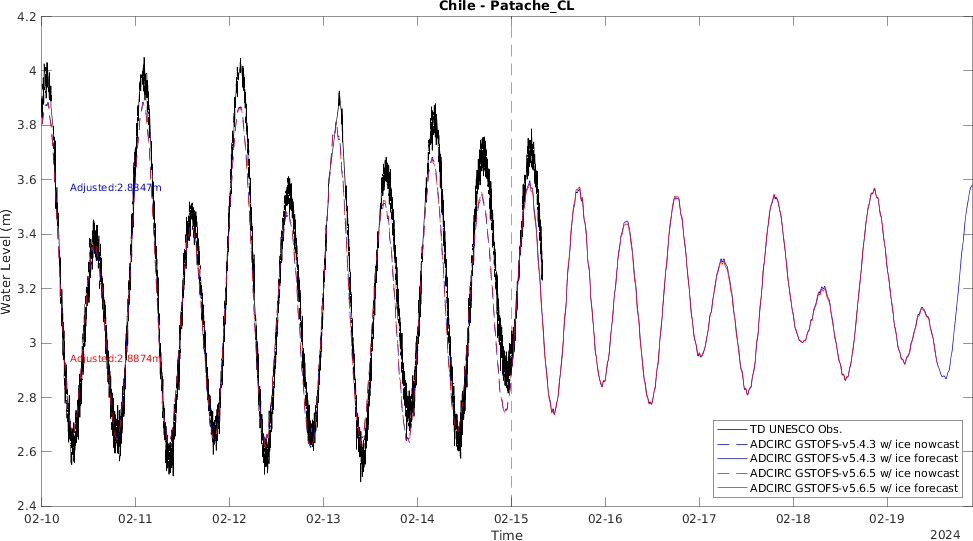 Chile - Patache_CL
4.2
4
3.8
3.6
3.4
3.2
3
2.8
2.6
2.4
Water Level (m)
Adjusted:2.8847m
Adjusted:2.8874m
TD UNESCO Obs.
ADCIRC GSTOFS-v5.4.3 w/ ice nowcast
ADCIRC GSTOFS-v5.4.3 w/ ice forecast
ADCIRC GSTOFS-v5.6.5 w/ ice nowcast
ADCIRC GSTOFS-v5.6.5 w/ ice forecast
02-10 02-11 02-12 02-13 02-14 02-15 02-16 02-17 02-18 02-19
Time
2024